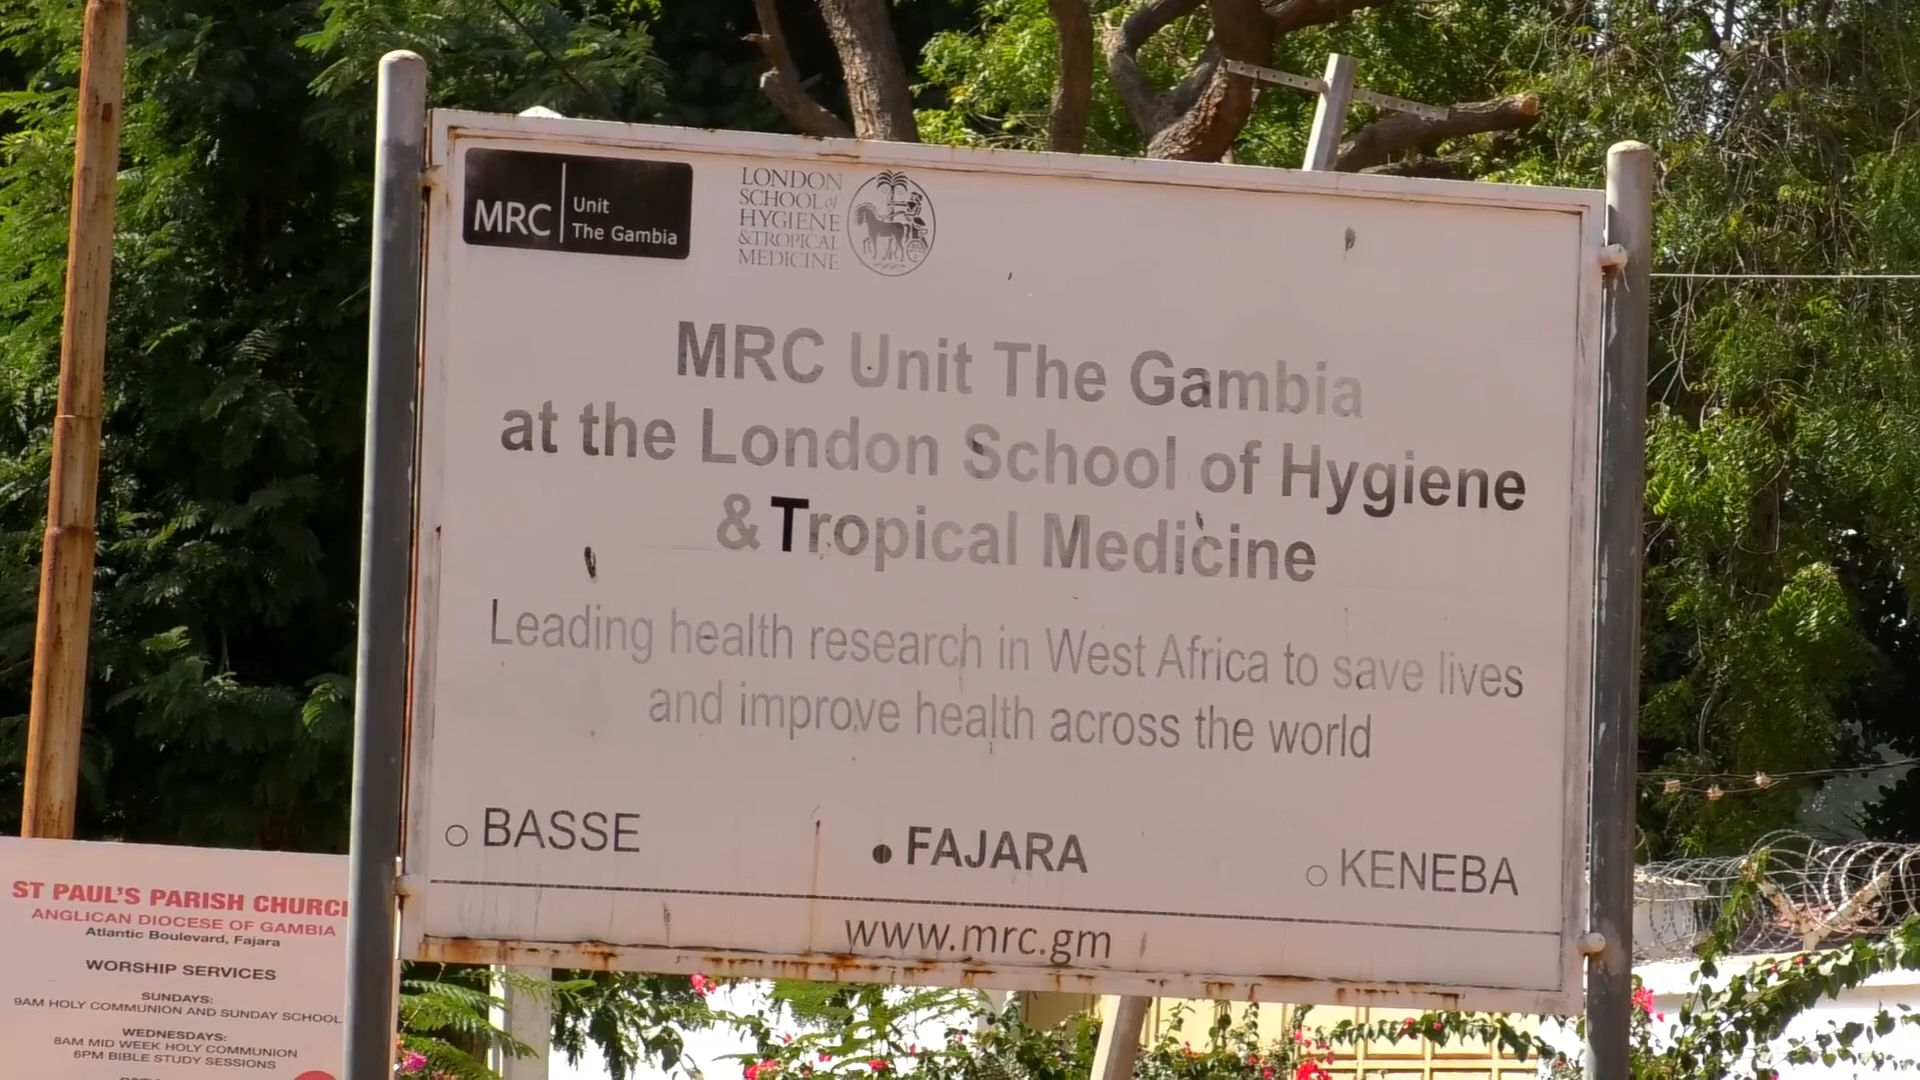 MRC Unit
The Gambia
LONDON
SCHOOL of
HYGIENE
& TROPICAL
MEDICINE
MRC Unit The Gambia
at the London School of Hygiene
& Tropical Medicine
Leading health research in West Africa to save lives
and improve health across the world
○ BASSE ● FAJARA ○ KENEBA
www.mrc.gm
ST PAUL'S PARISH CHURC
ANGLICAN DIOCESE OF GAMBIA
Atlantic Boulevard, Fajara
WORSHIP SERVICES
SUNDAYS:
9AM HOLY COMMUNION AND SUNDAY SCHOOL
WEDNESDAYS:
8AM MID WEEK HOLY COMMUNION
6PM BIBLE STUDY SESSIONS